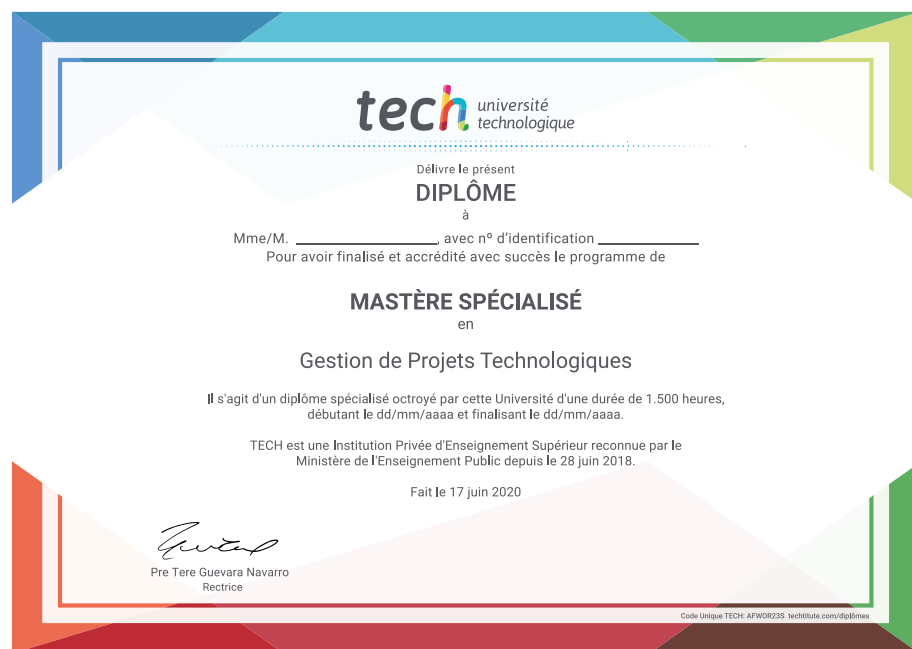 tech université
technologique
Délivre le présent
DIPLÔME
à
Mme/M. ____________, avec nº d'identification ____________
Pour avoir finalisé et accrédité avec succès le programme de
MASTÈRE SPÉCIALISÉ
en
Gestion de Projets Technologiques
Il s'agit d'un diplôme spécialisé octroyé par cette Université d'une durée de 1.500 heures,
débutant le dd/mm/aaaa et finalisant le dd/mm/aaaa.
TECH est une Institution Privée d'Enseignement Supérieur reconnue par le
Ministère de l'Enseignement Public depuis le 28 juin 2018.
Fait le 17 juin 2020
Pre Tere Guevara Navarro
Rectrice
Code Unique TECH: AFWOR23S techtitute.com/diplômes